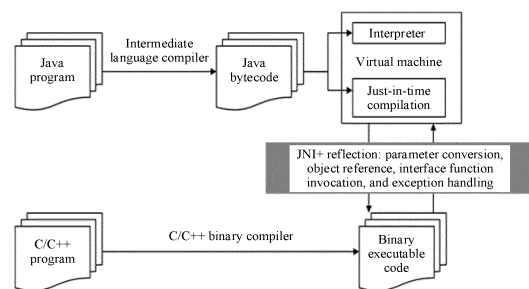 Java
program
Intermediate
language compiler
Java
bytecode
Interpreter
Virtual machine
Just-in-time
compilation
JNI+ reflection: parameter conversion,
object reference, interface function
invocation, and exception handling
C/C++
program
C/C++ binary compiler
Binary
executable
code